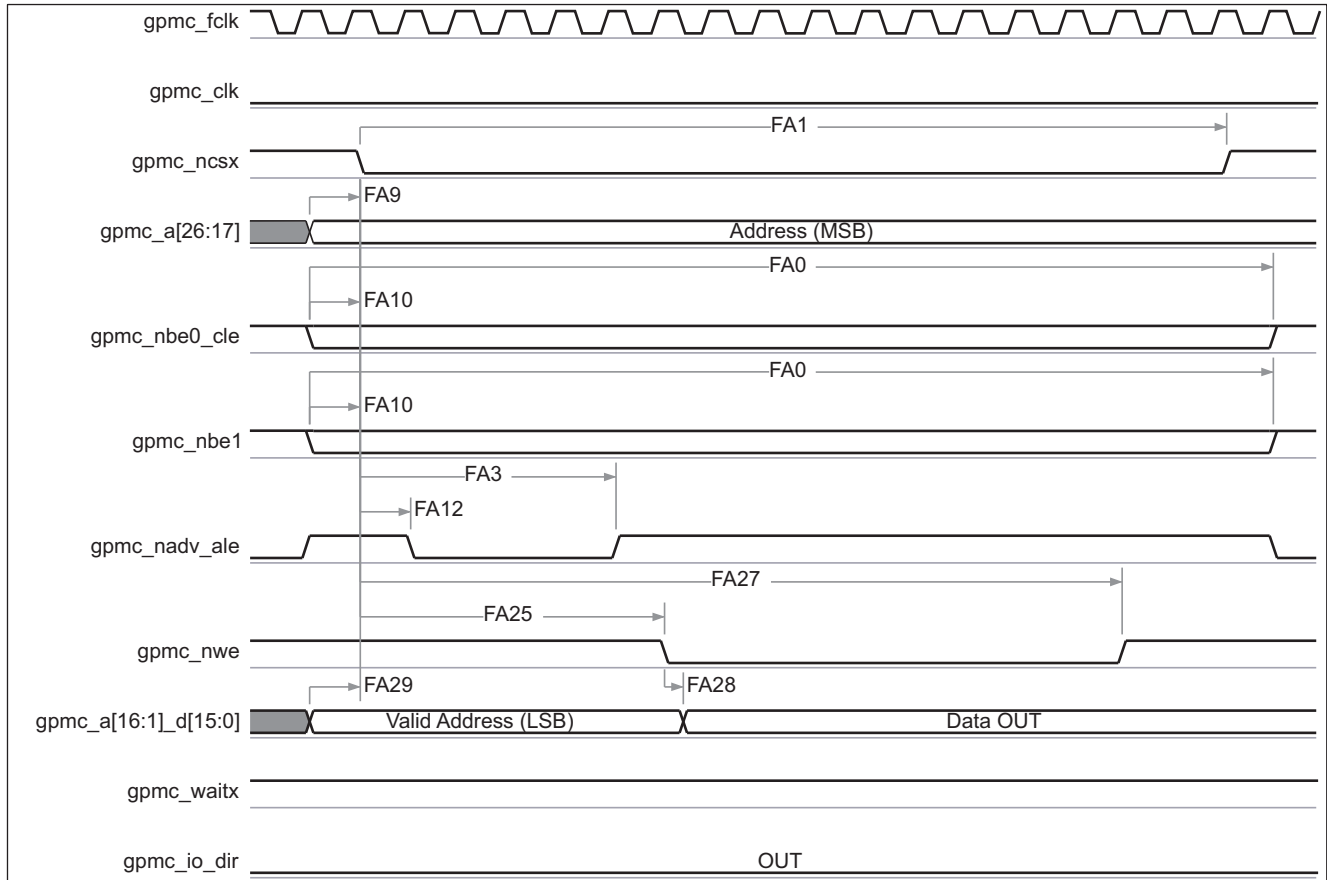 gpmc_fclk
gpmc_clk
FA1
gpmc_ncsx
FA9
gpmc_a[26:17]
Address (MSB)
FA0
FA10
gpmc_nbe0_cle
FA0
FA10
gpmc_nbe1
FA3
FA12
gpmc_nadv_ale
FA27
FA25
gpmc_nwe
FA29
FA28
gpmc_a[16:1]_d[15:0]
Valid Address (LSB)
Data OUT
gpmc_waitx
gpmc_io_dir
OUT